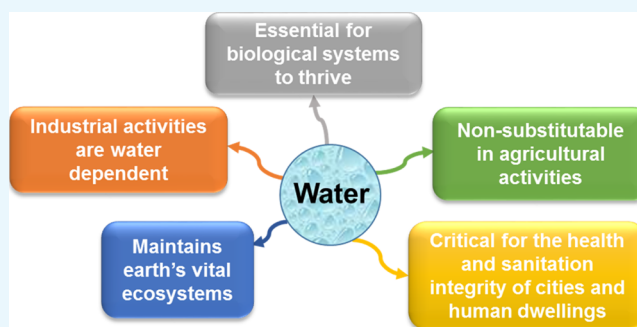 Essential for
biological systems
to thrive
Industrial activities
are water
dependent
Non-substitutable
in agricultural
activities
Water
Maintains
earth's vital
ecosystems
Critical for the health
and sanitation
integrity of cities and
human dwellings